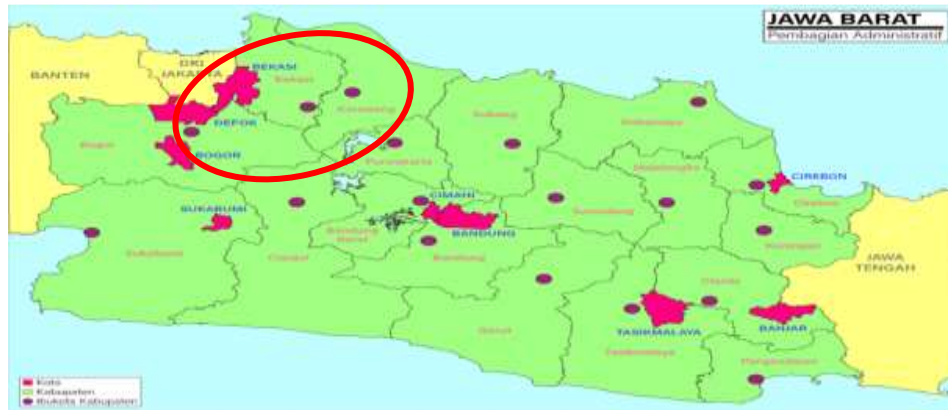 JAWA BARAT
Pembagian Administratif
DKI
JAKARTA
BANTEN
BEKASI
Bekasi
Karawang
DEPOK
Bogor
BOGOR
Subang
Indramayu
Purwakarta
Majalengka
CIREBON
Cirebon
CIMAHI
SUKABUMI
Sumedang
Bandung
Barat
BANDUNG
Kuningan
Sukabumi
Cianjur
Bandung
JAWA
TENGAH
Ciamis
Garut
TASIKMALAYA
BANJAR
Tasikmalaya
Pangandaran
Kota
Kabupaten
Ibukota Kabupaten